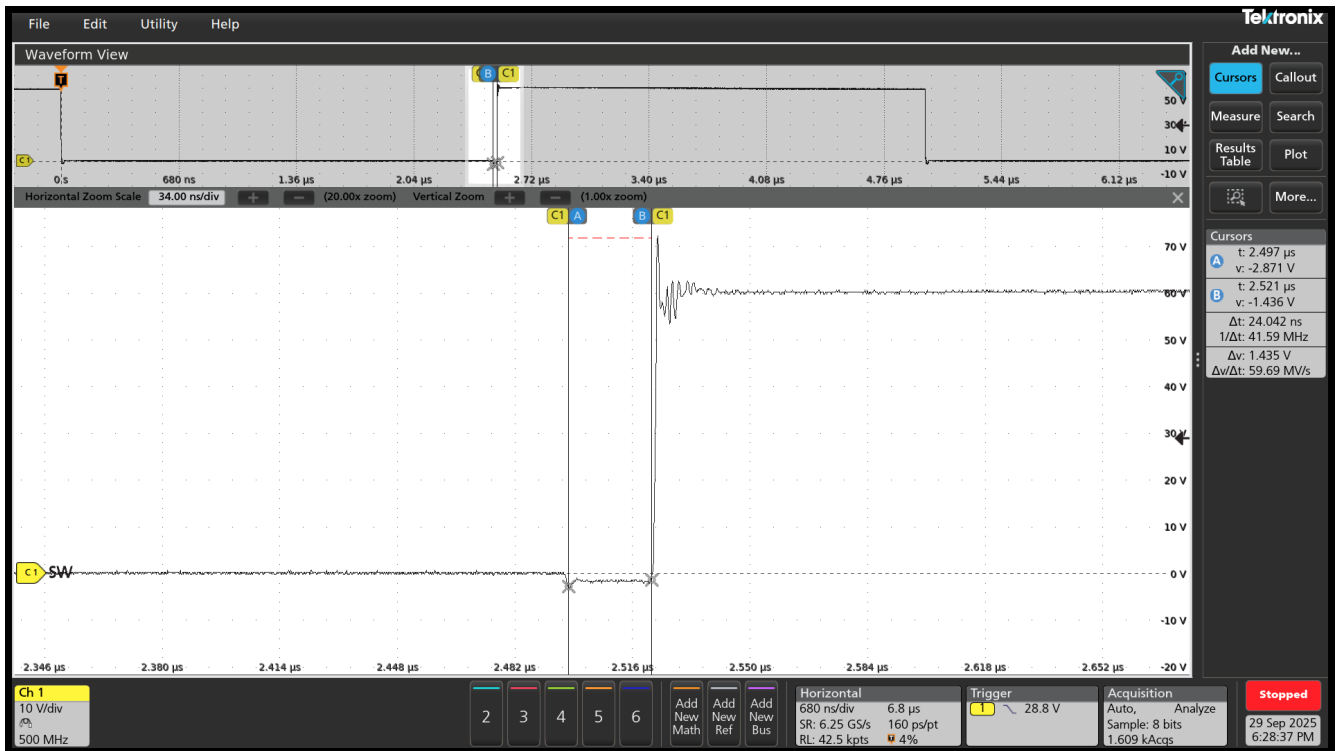 File Edit Utility Help
Tektronix
Waveform View
Add New...
Cursors Callout
Measure Search
Results Table Plot
More...
T
C B C1
50 V
30
10 V
-10 V
C1
0 s 680 ns 1.36 µs 2.04 µs 2.72 µs 3.40 µs 4.08 µs 4.76 µs 5.44 µs 6.12 µs
Horizontal Zoom Scale 34.00 ns/div + − (20.00x zoom) Vertical Zoom + − (1.00x zoom) ×
C1 A B C1
70 V
60 V
50 V
40 V
30 V
20 V
10 V
C1 SW
0 V
-10 V
-20 V
2.346 µs 2.380 µs 2.414 µs 2.448 µs 2.482 µs 2.516 µs 2.550 µs 2.584 µs 2.618 µs 2.652 µs
Cursors
A t: 2.497 µs
v: -2.871 V
B t: 2.521 µs
v: -1.436 V
Δt: 24.042 ns
1/Δt: 41.59 MHz
Δv: 1.435 V
Δv/Δt: 59.69 MV/s
Ch 1
10 V/div
500 MHz
2 3 4 5 6
Add New Math
Add New Ref
Add New Bus
Horizontal
680 ns/div 6.8 µs
SR: 6.25 GS/s 160 ps/pt
RL: 42.5 kpts T 4%
Trigger
1 28.8 V
Acquisition
Auto, Analyze
Sample: 8 bits
1.609 kAcqs
Stopped
29 Sep 2025
6:28:37 PM